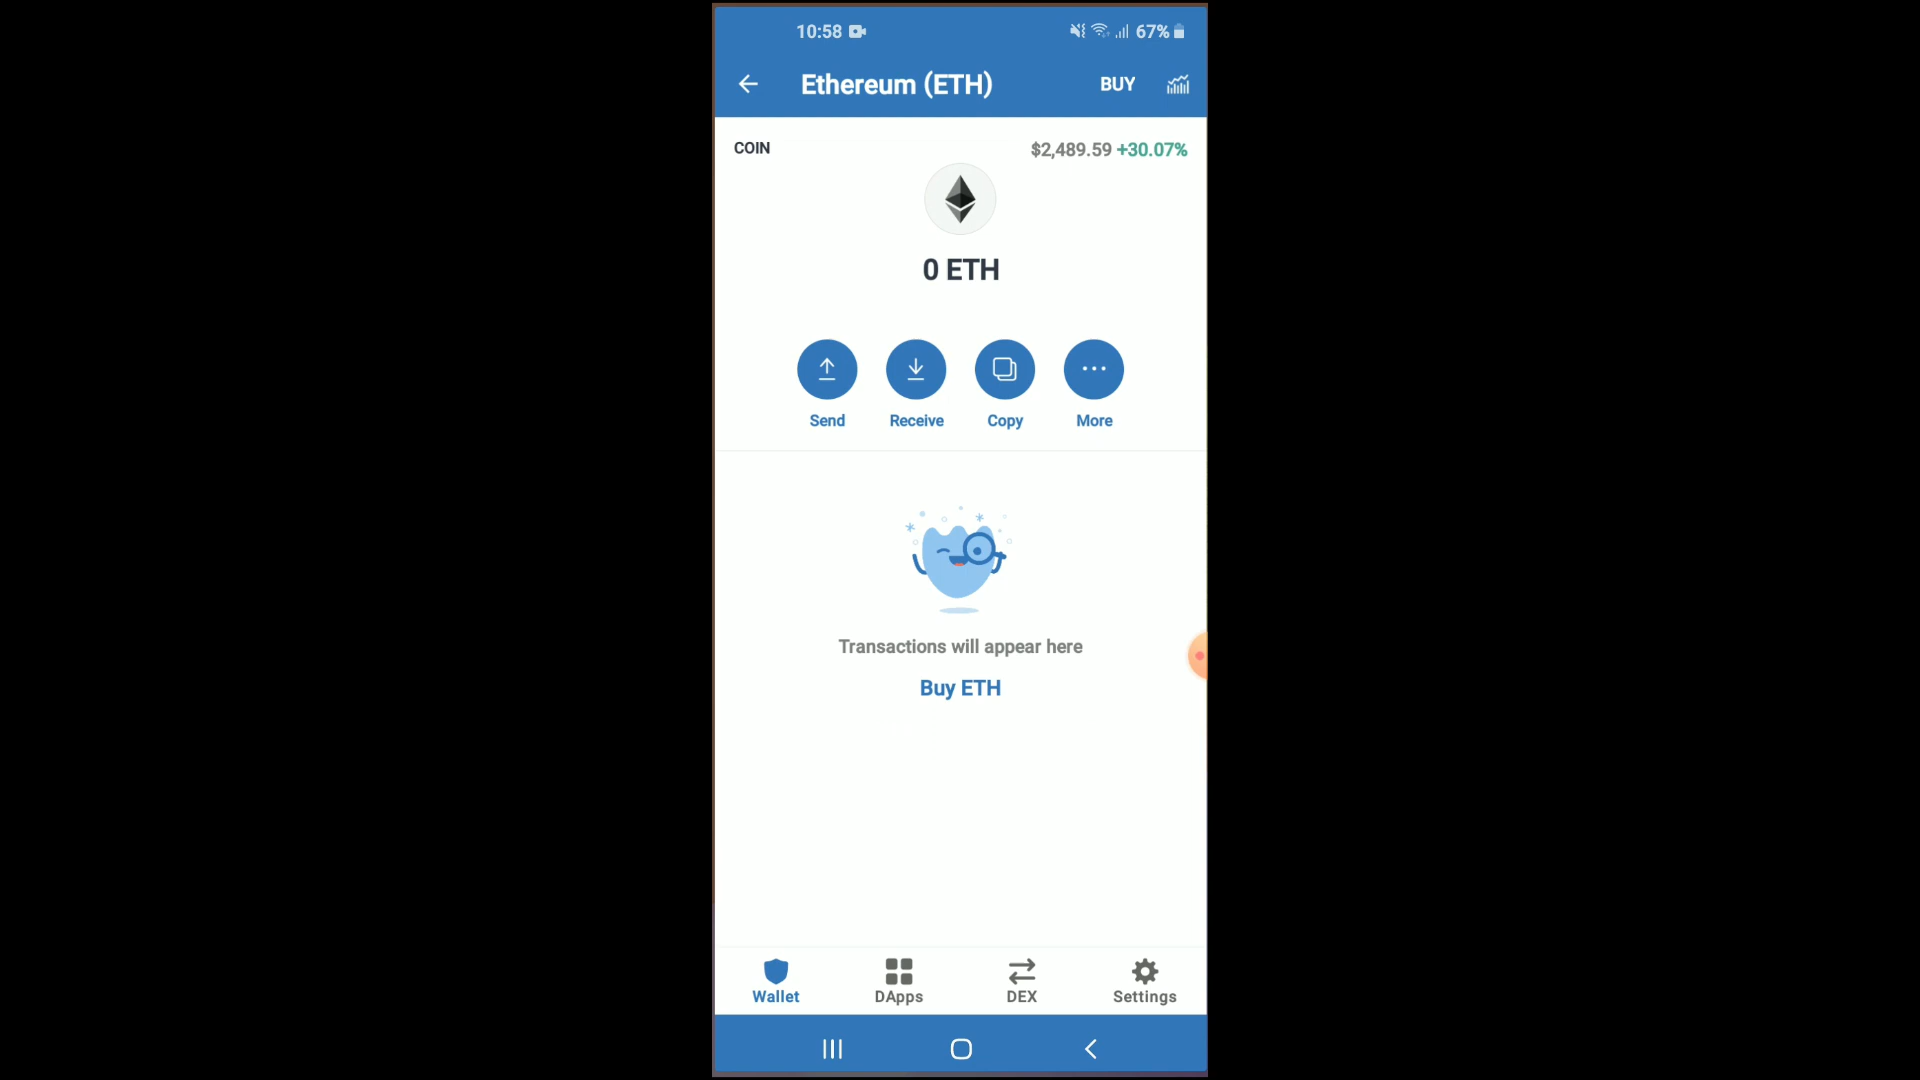 10:58 67%
Ethereum (ETH) BUY
COIN $2,489.59 +30.07%
0 ETH
Send Receive Copy More
Transactions will appear here
Buy ETH
Wallet DApps DEX Settings